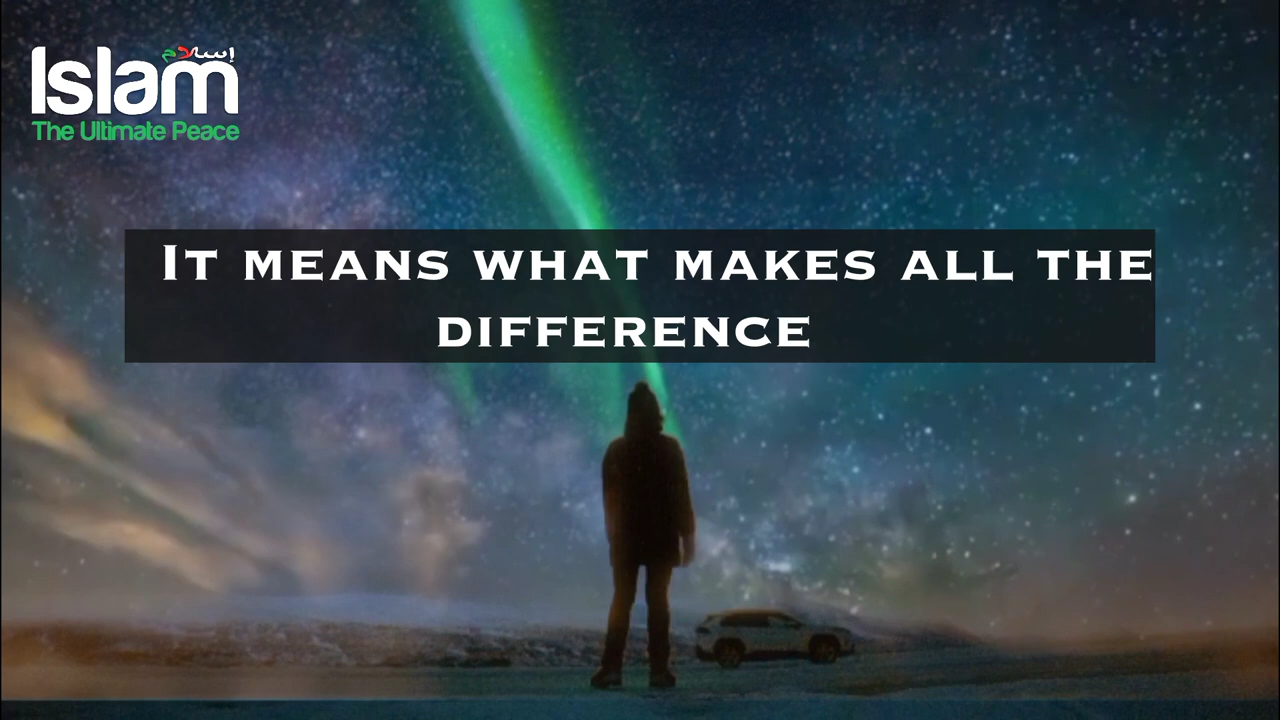 إسلام
Islam
The Ultimate Peace
It means what makes all the
difference